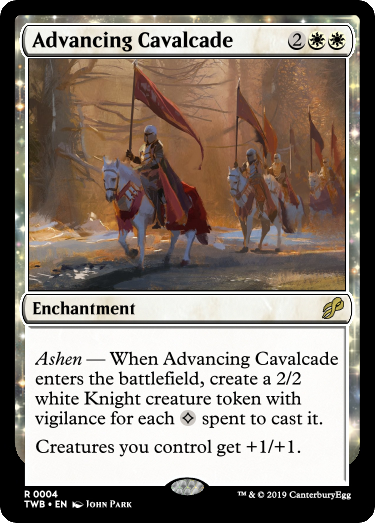 Advancing Cavalcade 2
Enchantment
Ashen — When Advancing Cavalcade
enters the battlefield, create a 2/2
white Knight creature token with
vigilance for each spent to cast it.
Creatures you control get +1/+1.
R 0004 ™ & © 2019 CanterburyEgg
TWB • EN John Park